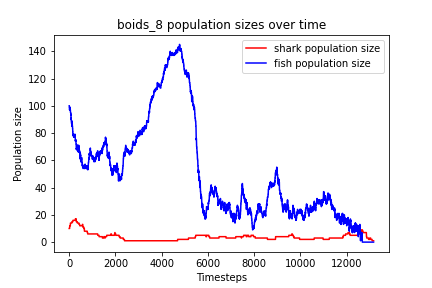 boids_8 population sizes over time
shark population size
fish population size
Population size
140
120
100
80
60
40
20
0
0 2000 4000 6000 8000 10000 12000
Timesteps